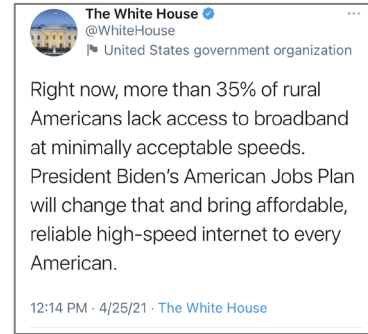 The White House
@WhiteHouse
United States government organization
Right now, more than 35% of rural
Americans lack access to broadband
at minimally acceptable speeds.
President Biden’s American Jobs Plan
will change that and bring affordable,
reliable high-speed internet to every
American.
12:14 PM · 4/25/21 · The White House